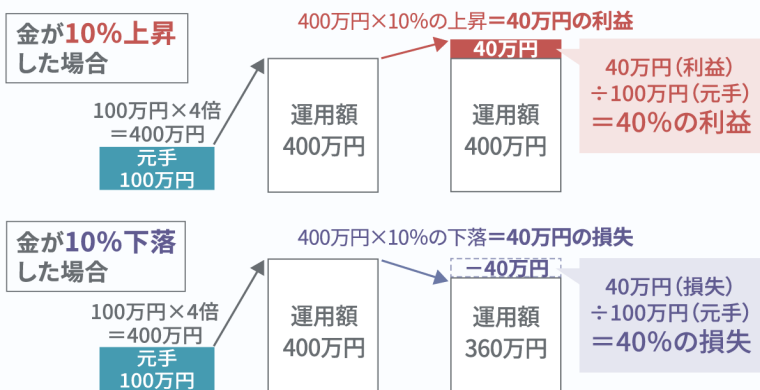 金が10%上昇
した場合
400万円×10%の上昇＝40万円の利益
100万円×4倍
＝400万円
元手
100万円
運用額
400万円
40万円
運用額
400万円
40万円（利益）
÷100万円（元手）
＝40%の利益
金が10%下落
した場合
400万円×10%の下落＝40万円の損失
100万円×4倍
＝400万円
元手
100万円
運用額
400万円
−40万円
運用額
360万円
40万円（損失）
÷100万円（元手）
＝40%の損失